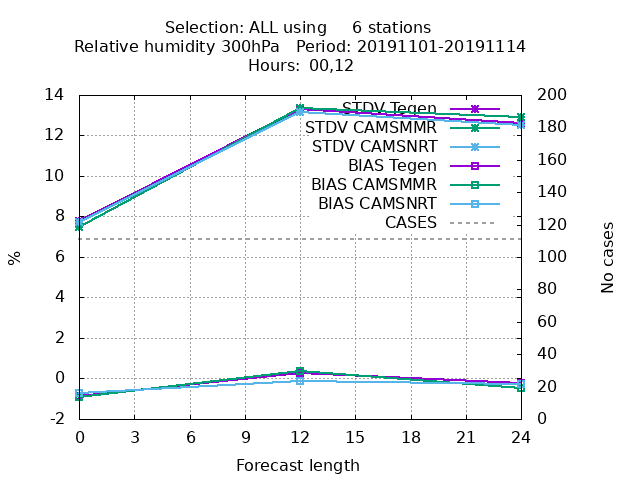 Selection: ALL using     6 stations
Relative humidity 300hPa   Period: 20191101-20191114
Hours: 00,12
14
12
10
8
6
4
2
0
-2
%
200
180
160
140
120
100
80
60
40
20
0
No cases
STDV Tegen
STDV CAMSMMR
STDV CAMSNRT
BIAS Tegen
BIAS CAMSMMR
BIAS CAMSNRT
CASES
0 3 6 9 12 15 18 21 24
Forecast length